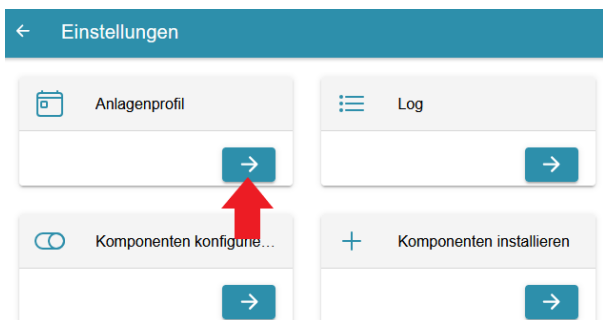 Einstellungen
Anlagenprofil
Log
Komponenten konfigurie...
Komponenten installieren